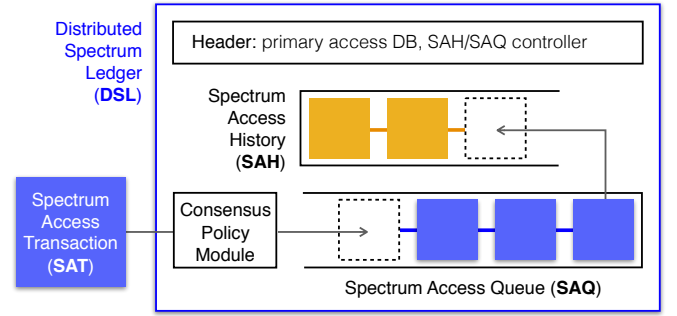 Distributed
Spectrum
Ledger
(DSL)
Header: primary access DB, SAH/SAQ controller
Spectrum
Access
History
(SAH)
Spectrum
Access
Transaction
(SAT)
Consensus
Policy
Module
Spectrum Access Queue (SAQ)